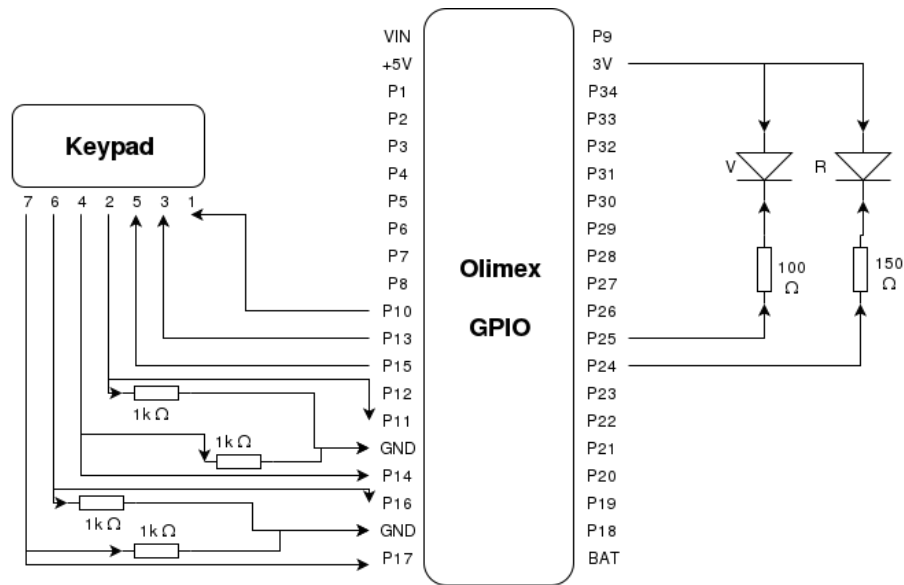 VIN
+5V
P1
P2
P3
P4
P5
P6
P7
P8
P10
P13
P15
P12
P11
GND
P14
P16
GND
P17
Keypad
7 6 4 2 5 3 1
1k Ω
1k Ω
1k Ω
1k Ω
Olimex
GPIO
P9
3V
P34
P33
P32
P31
P30
P29
P28
P27
P26
P25
P24
P23
P22
P21
P20
P19
P18
BAT
V
R
100
Ω
150
Ω